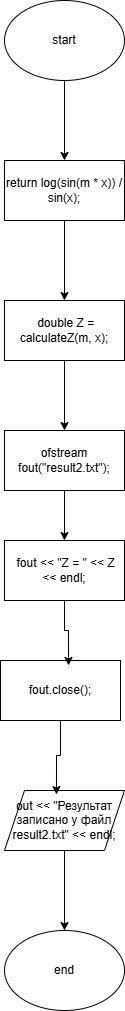 start
return log(sin(m * x)) /
sin(x);
double Z =
calculateZ(m, x);
ofstream
fout("result2.txt");
fout << "Z = " << Z
<< endl;
fout.close();
out << "Результат
записано у файл
result2.txt" << endl;
end